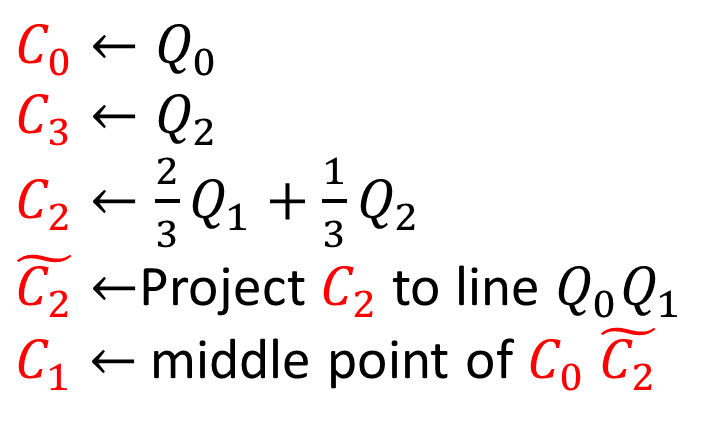 C₀ ← Q₀
C₃ ← Q₂
C₂ ← 2/3 Q₁ + 1/3 Q₂
C̃₂ ←Project C₂ to line Q₀Q₁
C₁ ← middle point of C₀ C̃₂